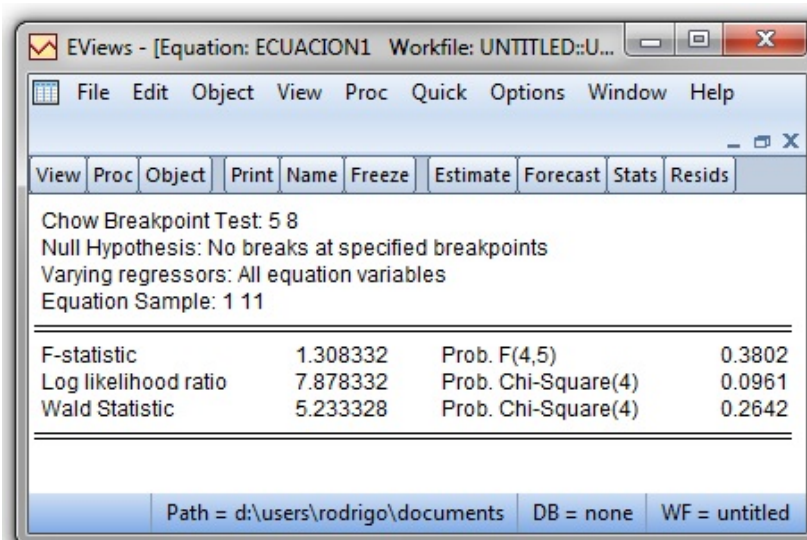 EViews - [Equation: ECUACION1 Workfile: UNTITLED::U...
File Edit Object View Proc Quick Options Window Help
View Proc Object Print Name Freeze Estimate Forecast Stats Resids
Chow Breakpoint Test: 5 8
Null Hypothesis: No breaks at specified breakpoints
Varying regressors: All equation variables
Equation Sample: 1 11
F-statistic 1.308332 Prob. F(4,5) 0.3802
Log likelihood ratio 7.878332 Prob. Chi-Square(4) 0.0961
Wald Statistic 5.233328 Prob. Chi-Square(4) 0.2642
Path = d:\users\rodrigo\documents DB = none WF = untitled